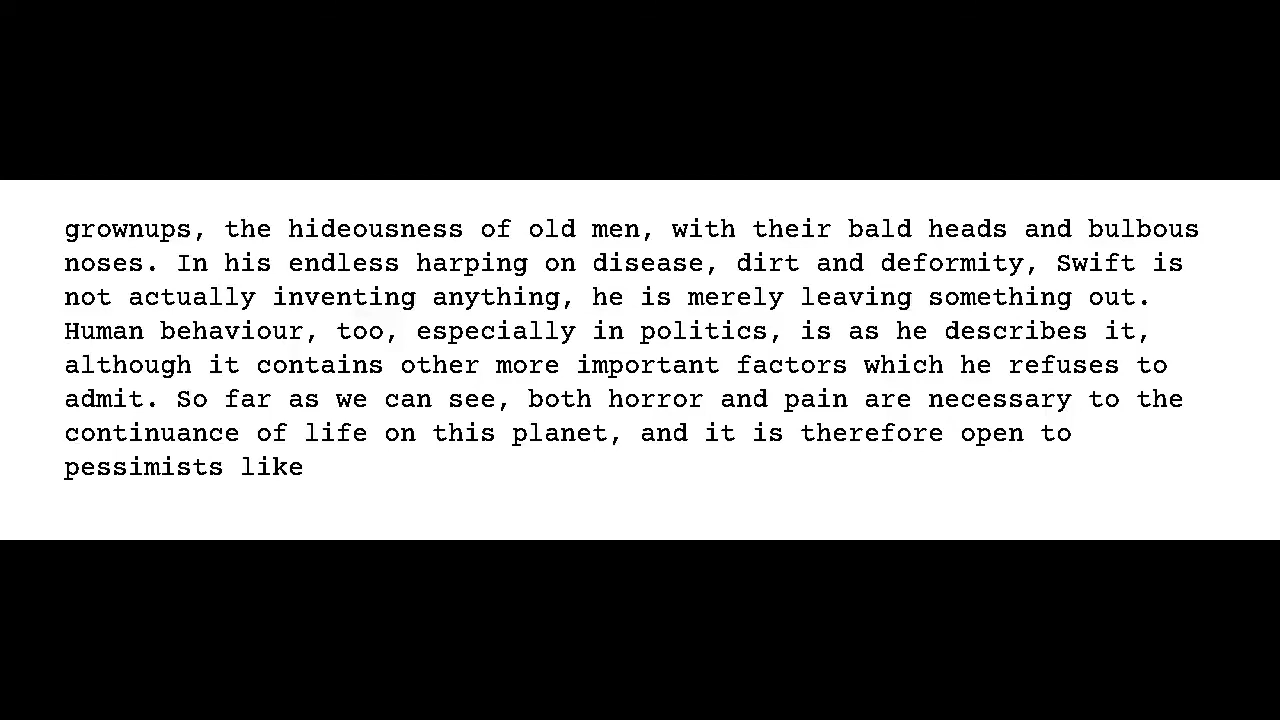 grownups, the hideousness of old men, with their bald heads and bulbous
noses. In his endless harping on disease, dirt and deformity, Swift is
not actually inventing anything, he is merely leaving something out.
Human behaviour, too, especially in politics, is as he describes it,
although it contains other more important factors which he refuses to
admit. So far as we can see, both horror and pain are necessary to the
continuance of life on this planet, and it is therefore open to
pessimists like